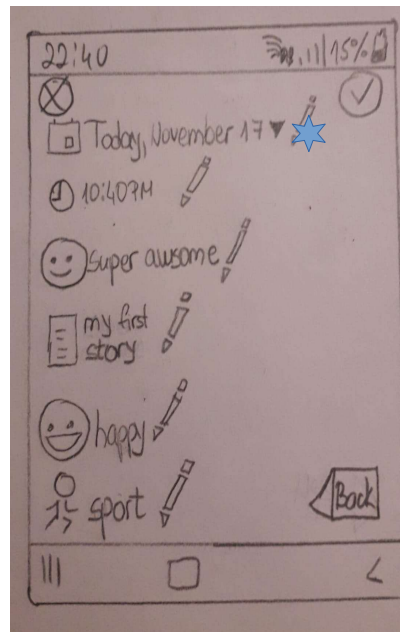 22:40 15%
Today, November 17
10:40PM
Super awsome
my first
story
happy
sport
Back